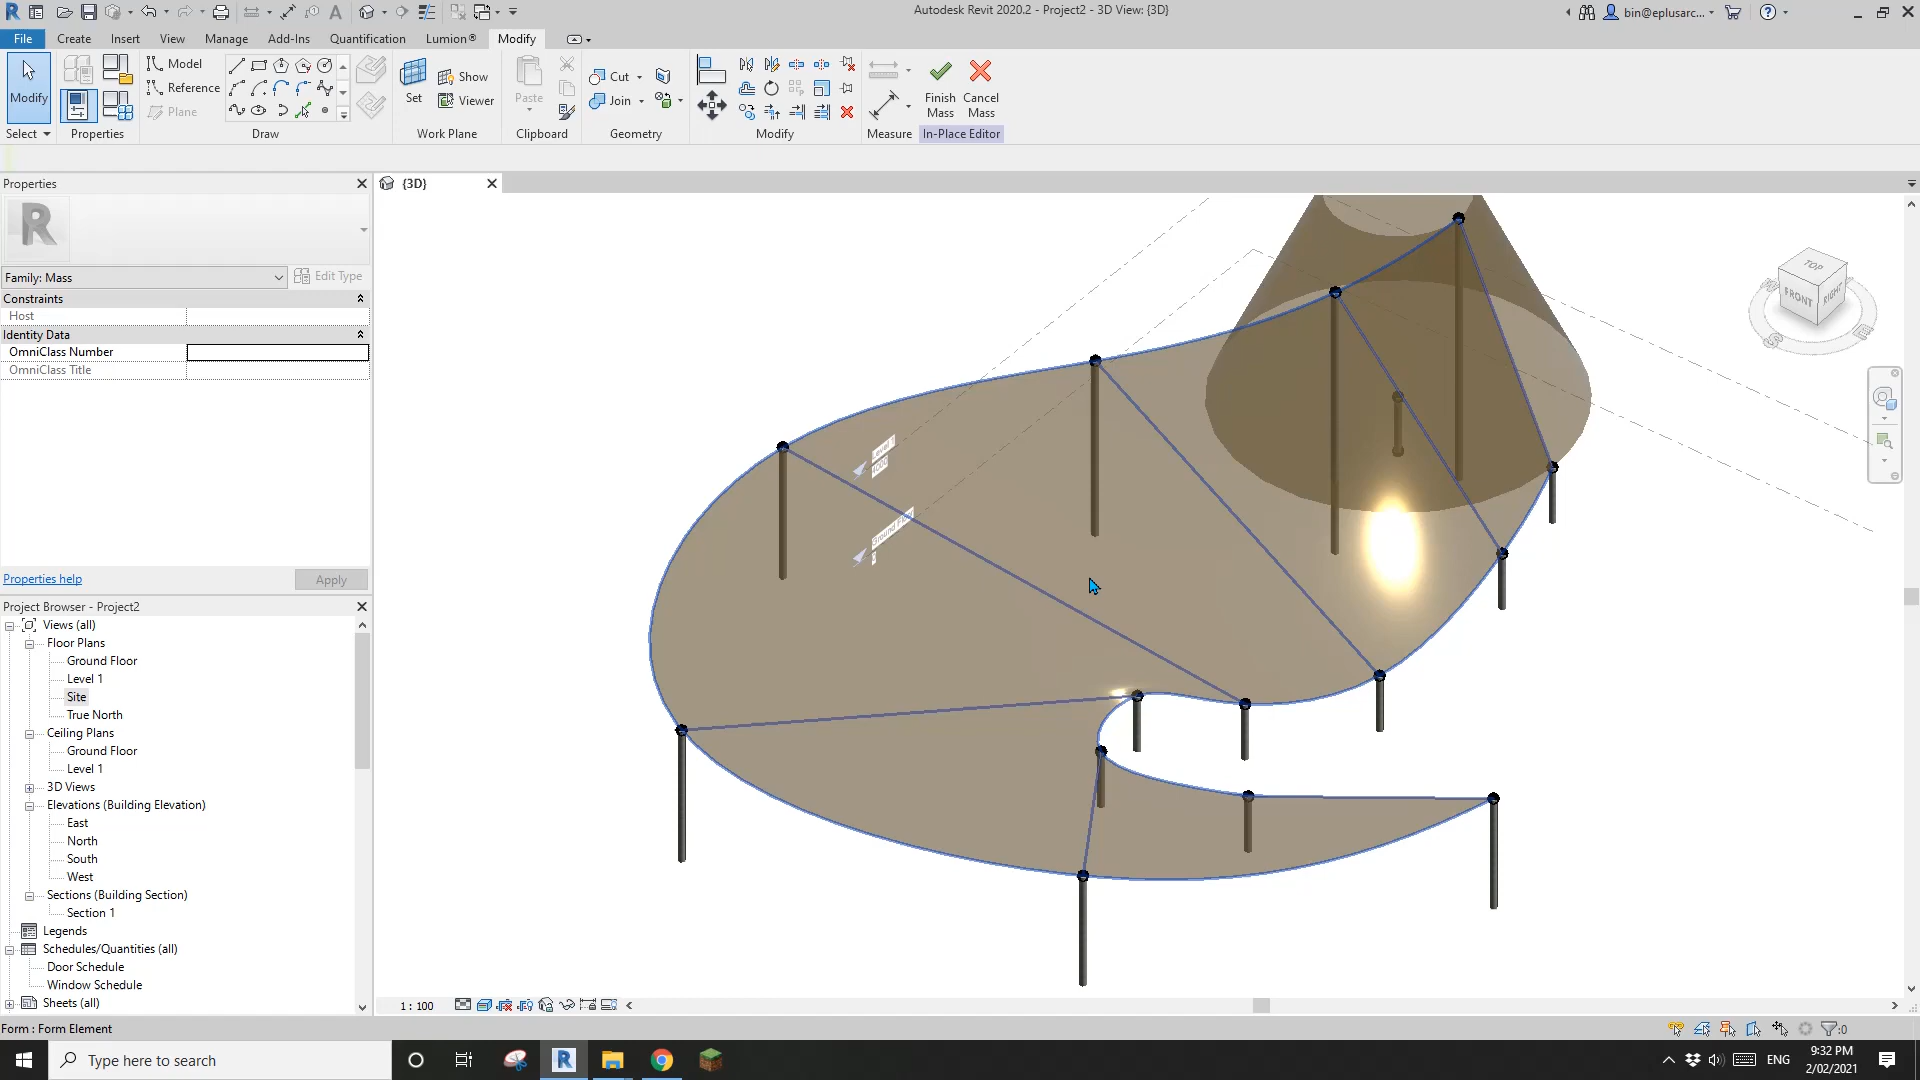 Autodesk Revit 2020.2 - Project2 - 3D View: {3D}
bin@eplusarc...
File
Create
Insert
View
Manage
Add-Ins
Quantification
Lumion®
Modify
Modify
Select
Properties
Model
Reference
Plane
Draw
Set
Show
Viewer
Work Plane
Paste
Clipboard
Cut
Join
Geometry
Modify
Measure
Finish
Mass
Cancel
Mass
In-Place Editor
Properties
{3D}
R
Family: Mass
Edit Type
Constraints
Host
Identity Data
OmniClass Number
OmniClass Title
Properties help
Apply
Project Browser - Project2
Views (all)
Floor Plans
Ground Floor
Level 1
Site
True North
Ceiling Plans
Ground Floor
Level 1
3D Views
Elevations (Building Elevation)
East
North
South
West
Sections (Building Section)
Section 1
Legends
Schedules/Quantities (all)
Door Schedule
Window Schedule
Sheets (all)
Level 1
4000
Ground Floor
TOP
FRONT
RIGHT
S
E
1 : 100
Form : Form Element
:0
Type here to search
ENG
9:32 PM
2/02/2021